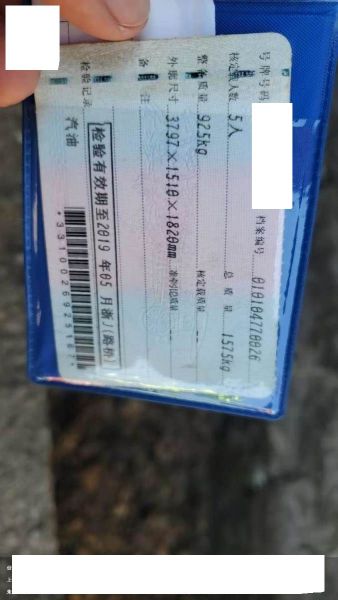 号牌号码 档案编号 010104770026
核定载人数 5人 总质量 1575kg
整备质量 925kg 核定载质量 --
外廓尺寸 3797×1510×1820mm 准牵引总质量 --
备注
检验记录 检验有效期至2019年05月浙J(路桥)
汽油